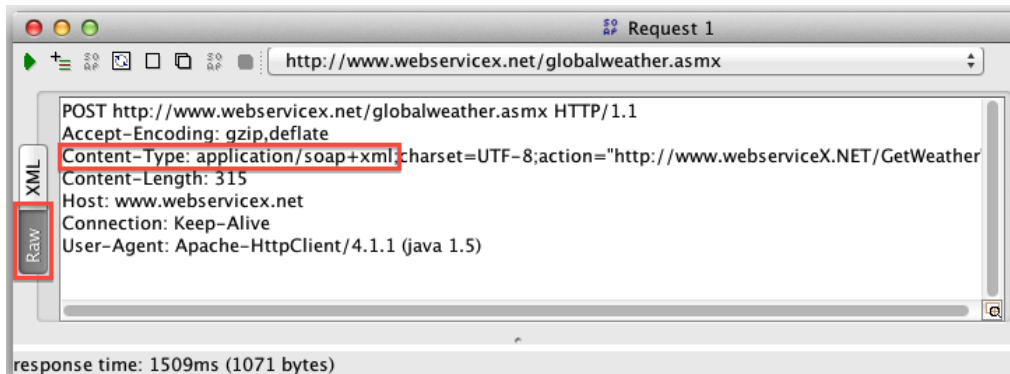 Request 1
http://www.webservicex.net/globalweather.asmx
POST http://www.webservicex.net/globalweather.asmx HTTP/1.1
Accept-Encoding: gzip,deflate
Content-Type: application/soap+xml;charset=UTF-8;action="http://www.webserviceX.NET/GetWeather
Content-Length: 315
Host: www.webservicex.net
Connection: Keep-Alive
User-Agent: Apache-HttpClient/4.1.1 (java 1.5)
XML
Raw
response time: 1509ms (1071 bytes)